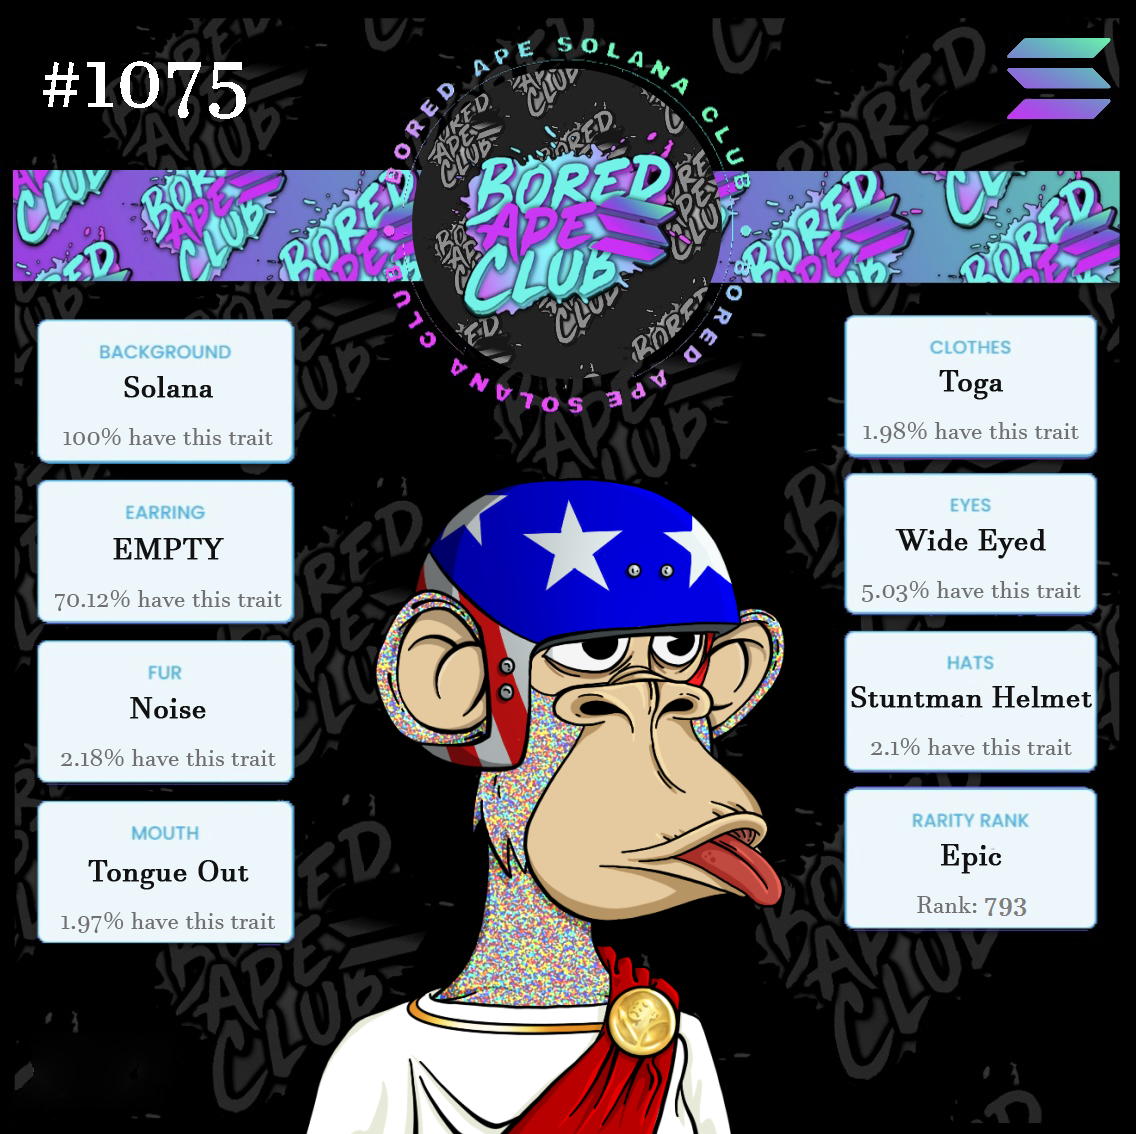 #1075
BORED APE SOLANA CLUB
BORED
APE
CLUB
BORED APE SOLANA CLUB
BACKGROUND
Solana
100% have this trait
EARRING
EMPTY
70.12% have this trait
FUR
Noise
2.18% have this trait
MOUTH
Tongue Out
1.97% have this trait
CLOTHES
Toga
1.98% have this trait
EYES
Wide Eyed
5.03% have this trait
HATS
Stuntman Helmet
2.1% have this trait
RARITY RANK
Epic
Rank: 793